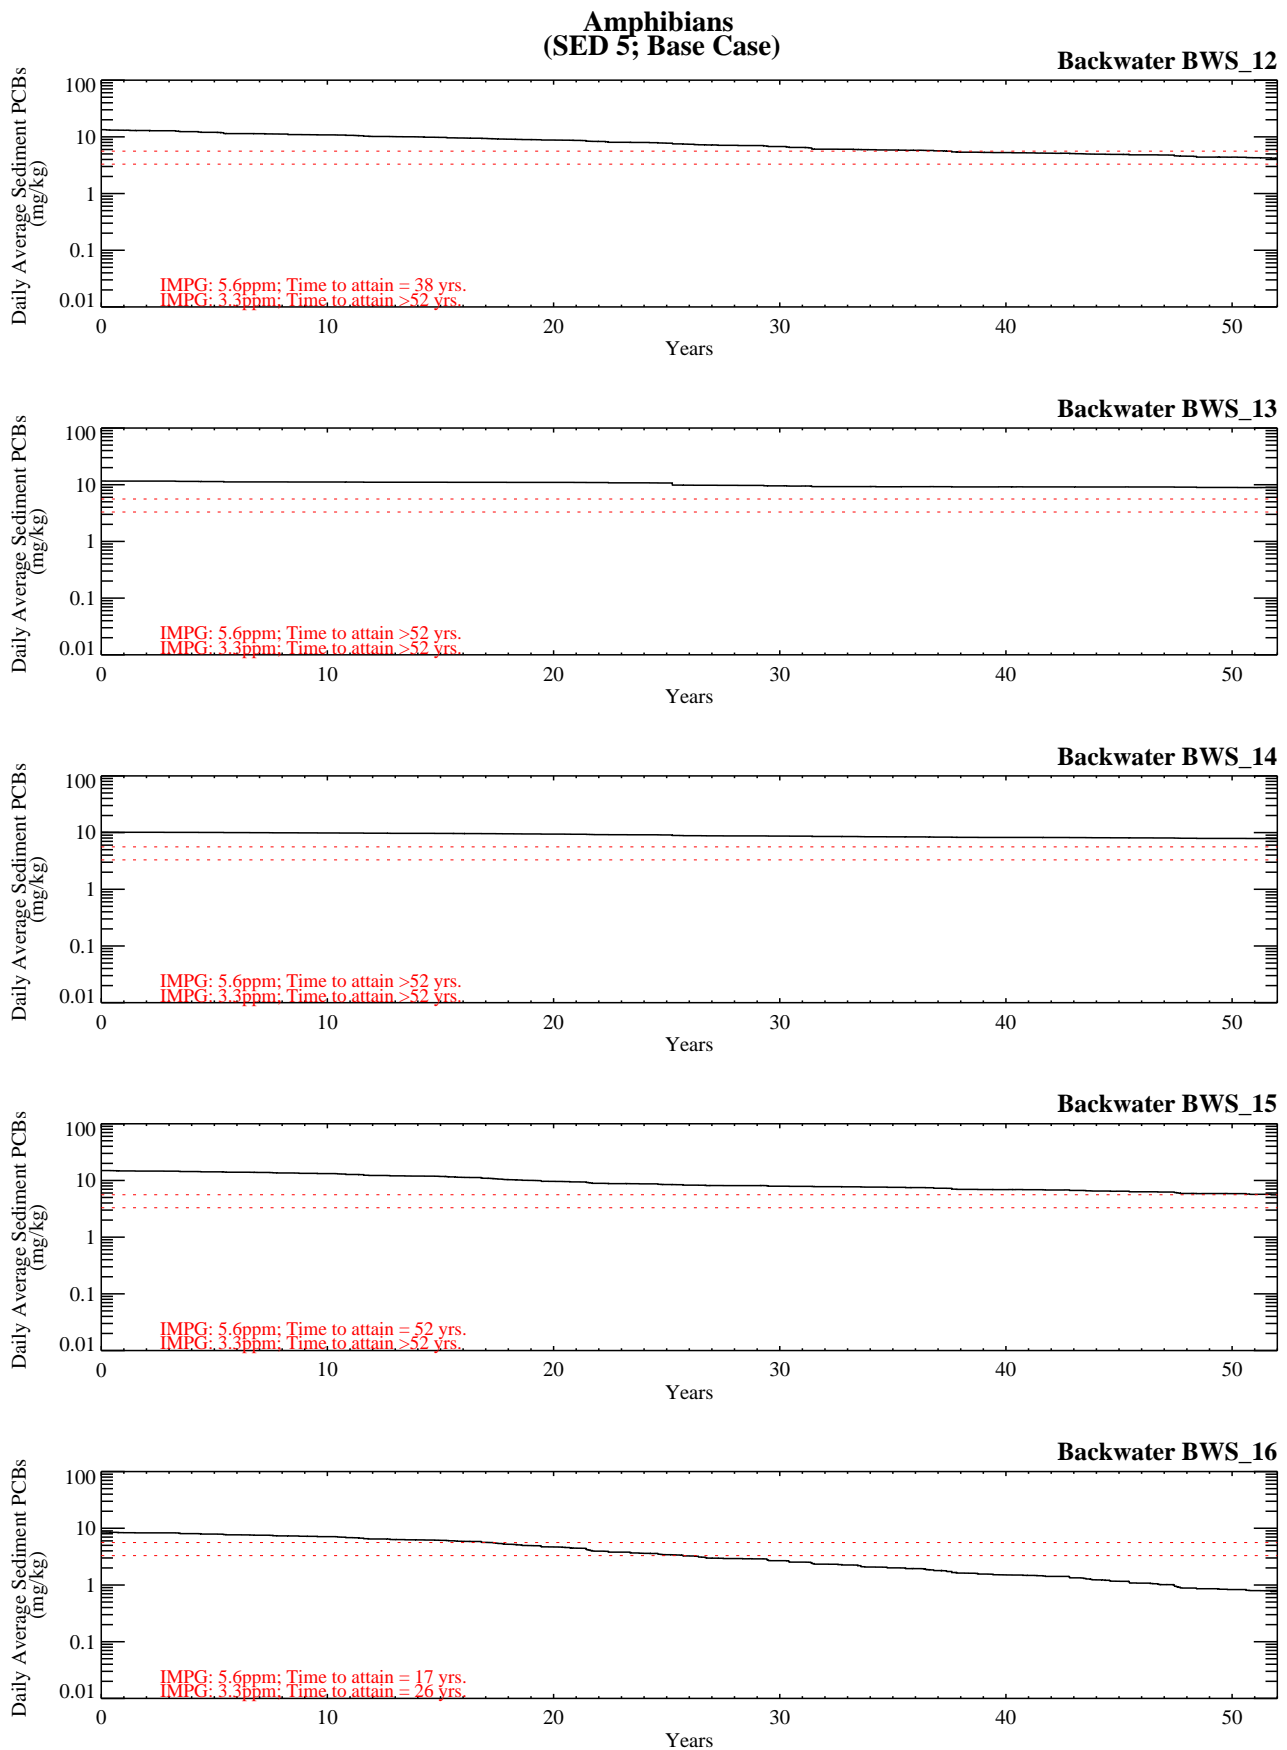 Amphibians
(SED 5; Base Case)
Backwater BWS_12
Daily Average Sediment PCBs
(mg/kg)
100
10
1
0.1
0.01
IMPG: 5.6ppm; Time to attain = 38 yrs.
IMPG: 3.3ppm; Time to attain >52 yrs.
0 10 20 30 40 50
Years
Backwater BWS_13
Daily Average Sediment PCBs
(mg/kg)
100
10
1
0.1
0.01
IMPG: 5.6ppm; Time to attain >52 yrs.
IMPG: 3.3ppm; Time to attain >52 yrs.
0 10 20 30 40 50
Years
Backwater BWS_14
Daily Average Sediment PCBs
(mg/kg)
100
10
1
0.1
0.01
IMPG: 5.6ppm; Time to attain >52 yrs.
IMPG: 3.3ppm; Time to attain >52 yrs.
0 10 20 30 40 50
Years
Backwater BWS_15
Daily Average Sediment PCBs
(mg/kg)
100
10
1
0.1
0.01
IMPG: 5.6ppm; Time to attain = 52 yrs.
IMPG: 3.3ppm; Time to attain >52 yrs.
0 10 20 30 40 50
Years
Backwater BWS_16
Daily Average Sediment PCBs
(mg/kg)
100
10
1
0.1
0.01
IMPG: 5.6ppm; Time to attain = 17 yrs.
IMPG: 3.3ppm; Time to attain = 26 yrs.
0 10 20 30 40 50
Years